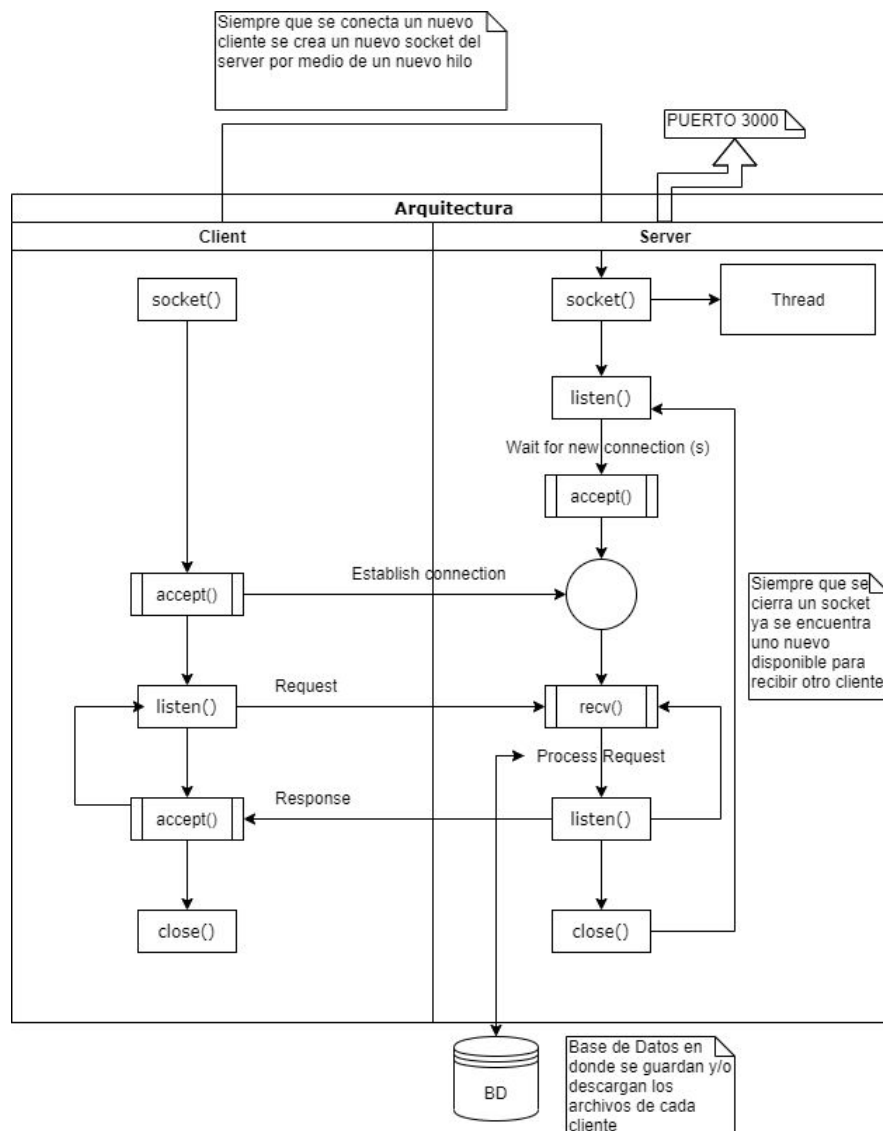 Siempre que se conecta un nuevo
cliente se crea un nuevo socket del
server por medio de un nuevo hilo
PUERTO 3000
Arquitectura
Client
Server
socket()
socket()
Thread
listen()
Wait for new connection (s)
accept()
Establish connection
accept()
Siempre que se
cierra un socket
ya se encuentra
uno nuevo
disponible para
recibir otro cliente
Request
listen()
recv()
Process Request
Response
accept()
listen()
close()
close()
BD
Base de Datos en
donde se guardan y/o
descargan los
archivos de cada
cliente